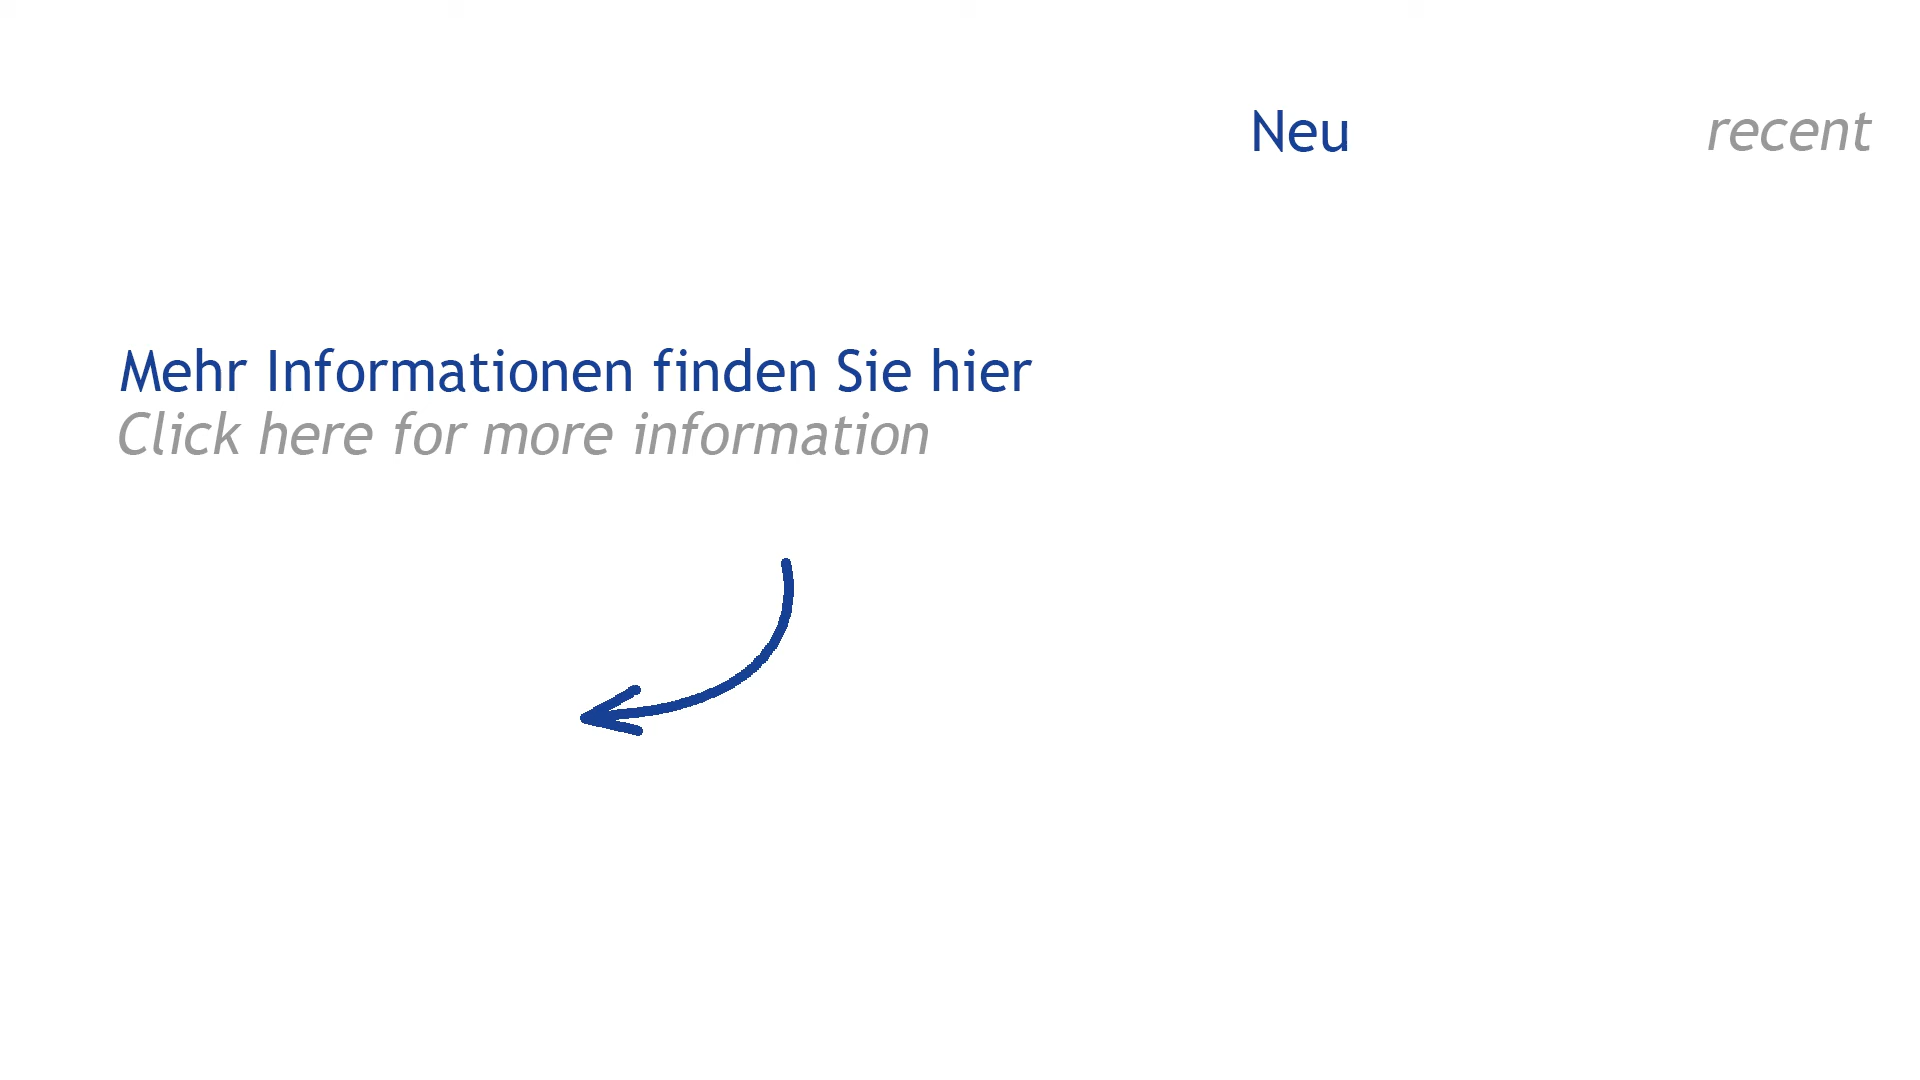 Neu recent
Mehr Informationen finden Sie hier
Click here for more information